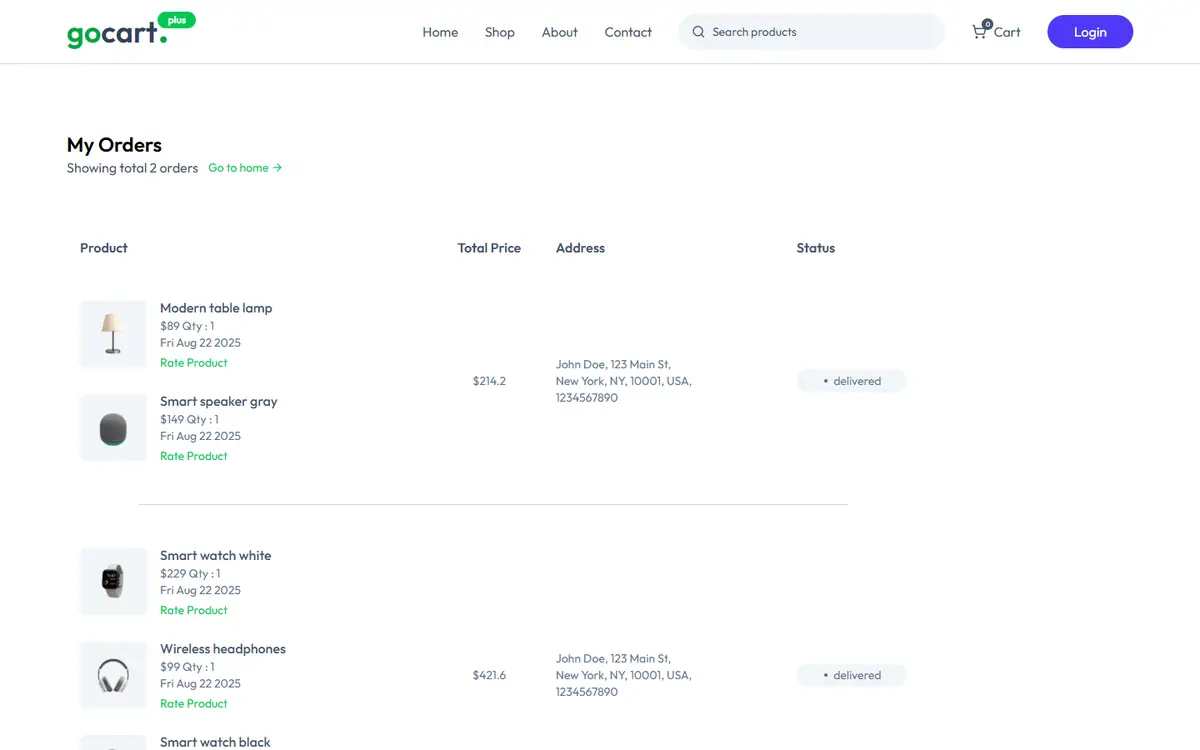 gocart. plus
Home
Shop
About
Contact
Search products
0
Cart
Login
My Orders
Showing total 2 orders Go to home →
Product
Total Price
Address
Status
Modern table lamp
$89 Qty : 1
Fri Aug 22 2025
Rate Product
Smart speaker gray
$149 Qty : 1
Fri Aug 22 2025
Rate Product
$214.2
John Doe, 123 Main St,
New York, NY, 10001, USA,
1234567890
• delivered
Smart watch white
$229 Qty : 1
Fri Aug 22 2025
Rate Product
Wireless headphones
$99 Qty : 1
Fri Aug 22 2025
Rate Product
Smart watch black
$421.6
John Doe, 123 Main St,
New York, NY, 10001, USA,
1234567890
• delivered